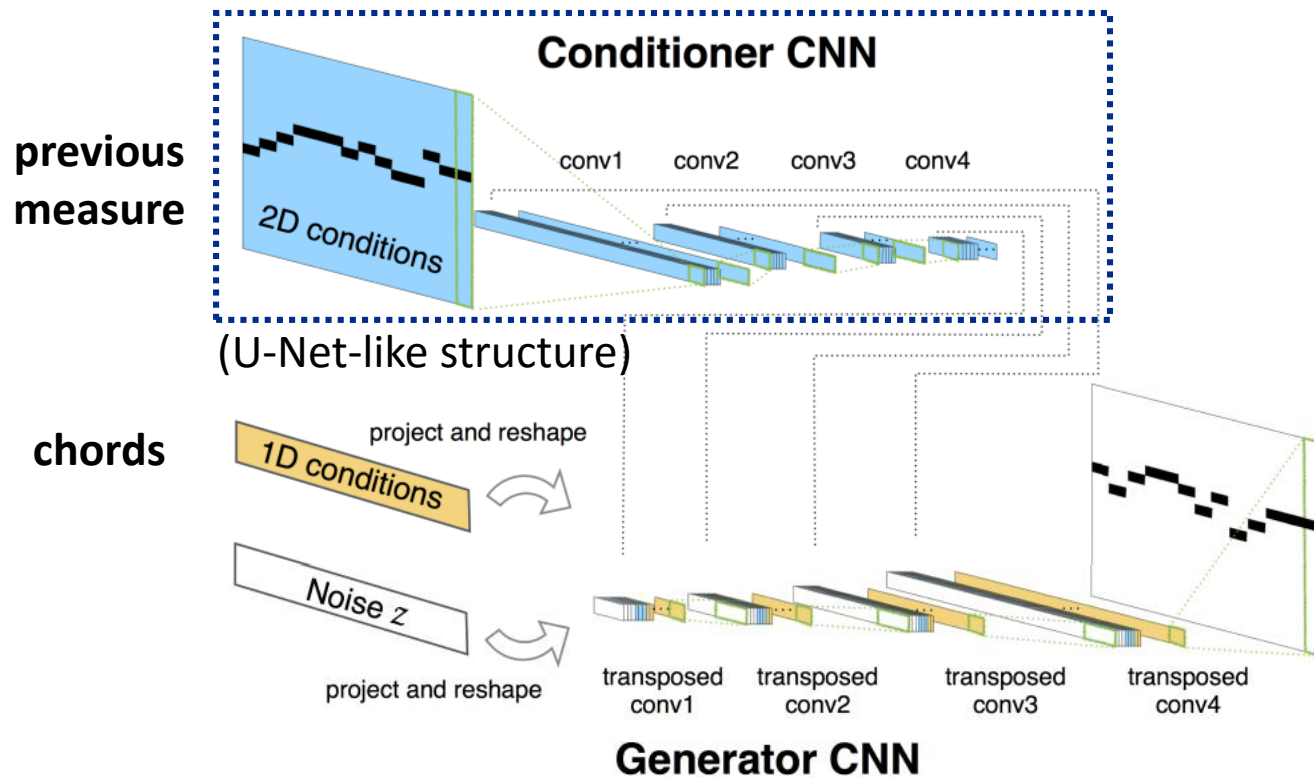 Conditioner CNN
previous
measure
2D conditions
conv1 conv2 conv3 conv4
...
(U-Net-like structure)
chords
1D conditions
project and reshape
Noise z
project and reshape
transposed
conv1
transposed
conv2
transposed
conv3
transposed
conv4
Generator CNN